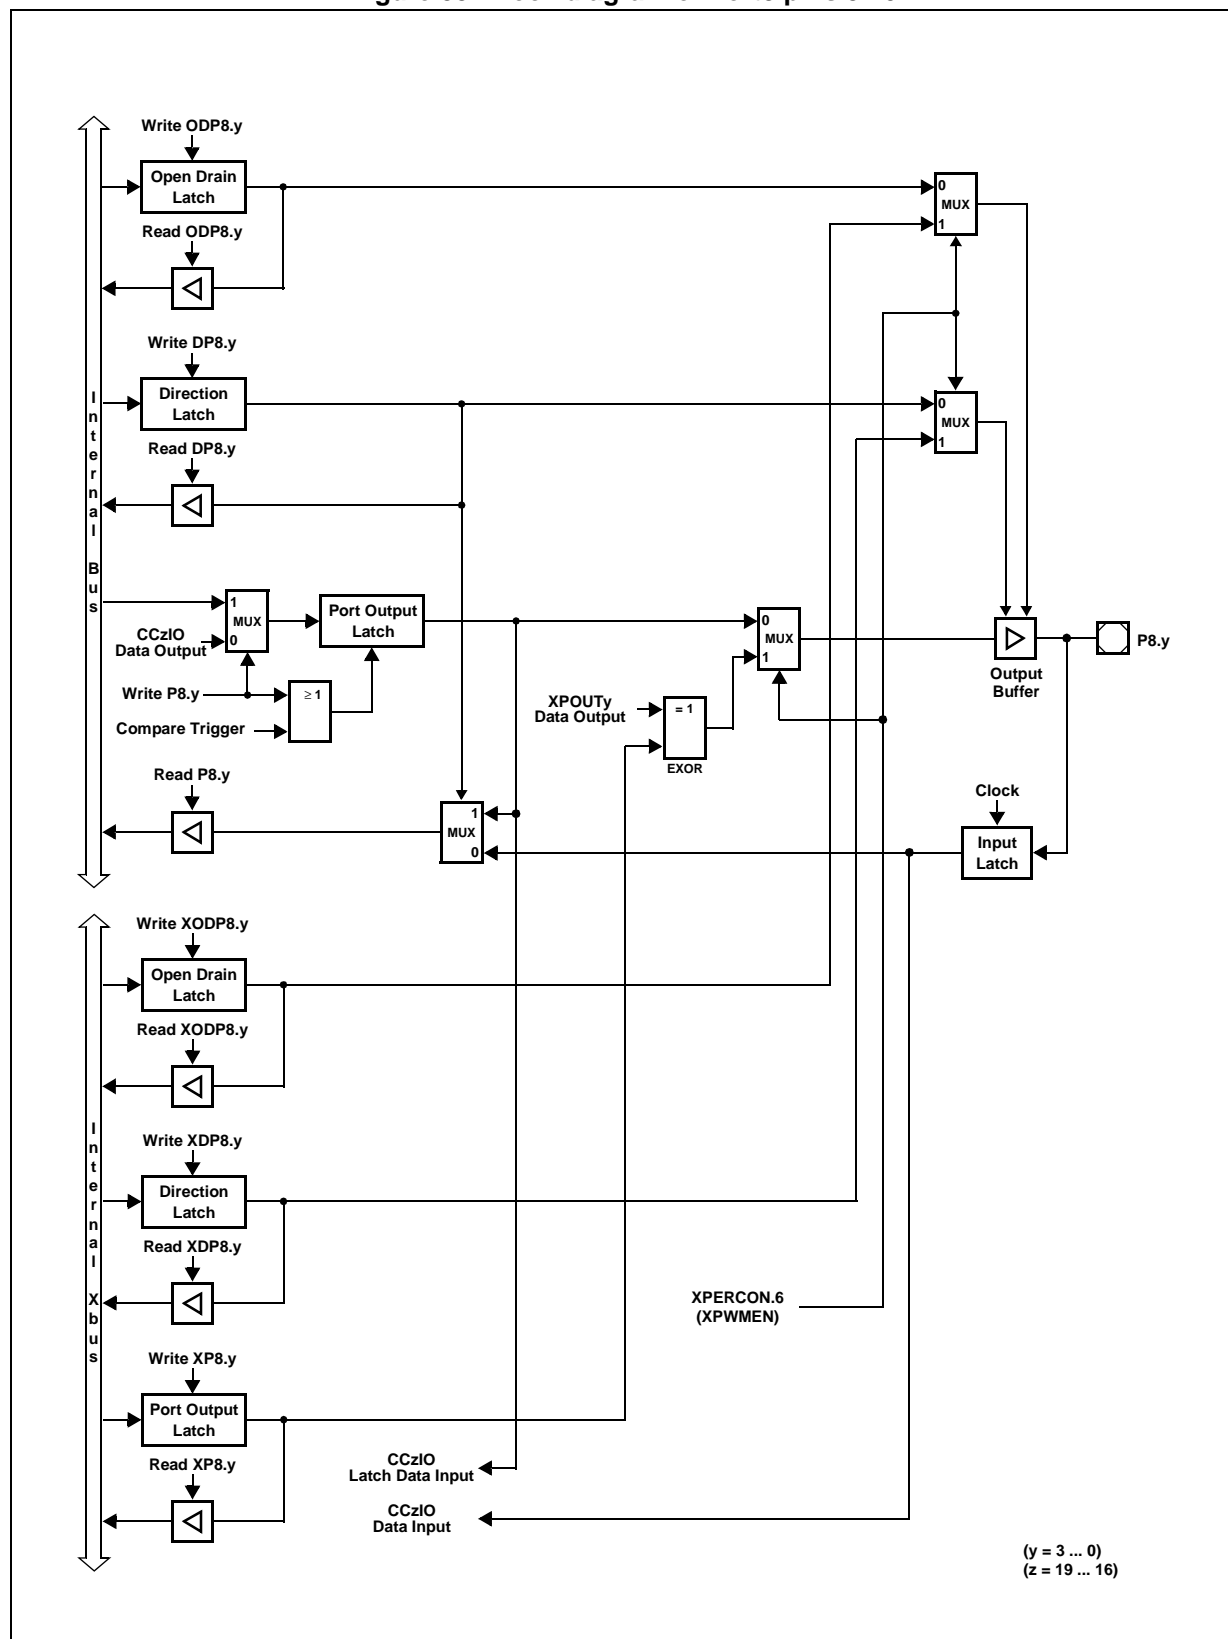 Write ODP8.y
Open Drain
Latch
0
MUX
1
Read ODP8.y
Write DP8.y
Direction
Latch
0
MUX
1
Read DP8.y
Internal Bus
1
MUX
0
CCzIO
Data Output
Port Output
Latch
0
MUX
1
P8.y
Output
Buffer
Write P8.y
≥ 1
Compare Trigger
XPOUTy
Data Output
= 1
EXOR
Read P8.y
1
MUX
0
Clock
Input
Latch
Write XODP8.y
Open Drain
Latch
Read XODP8.y
Internal Xbus
Write XDP8.y
Direction
Latch
Read XDP8.y
XPERCON.6
(XPWMEN)
Write XP8.y
Port Output
Latch
Read XP8.y
CCzIO
Latch Data Input
CCzIO
Data Input
(y = 3 ... 0)
(z = 19 ... 16)